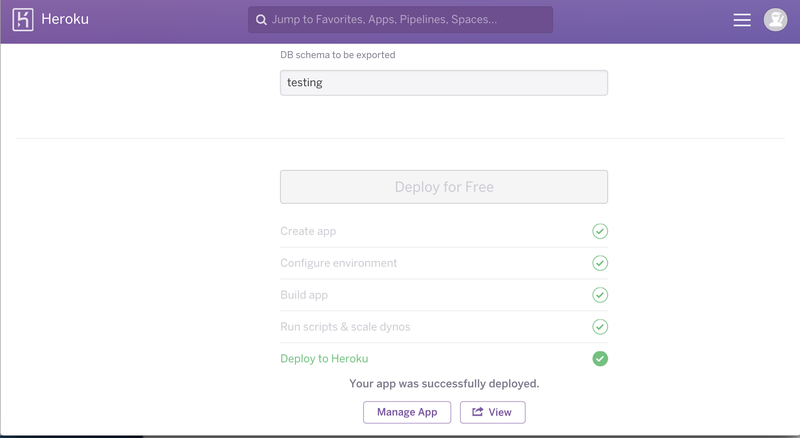 Heroku
Jump to Favorites, Apps, Pipelines, Spaces...
DB schema to be exported
testing
Deploy for Free
Create app
Configure environment
Build app
Run scripts & scale dynos
Deploy to Heroku
Your app was successfully deployed.
Manage App
View